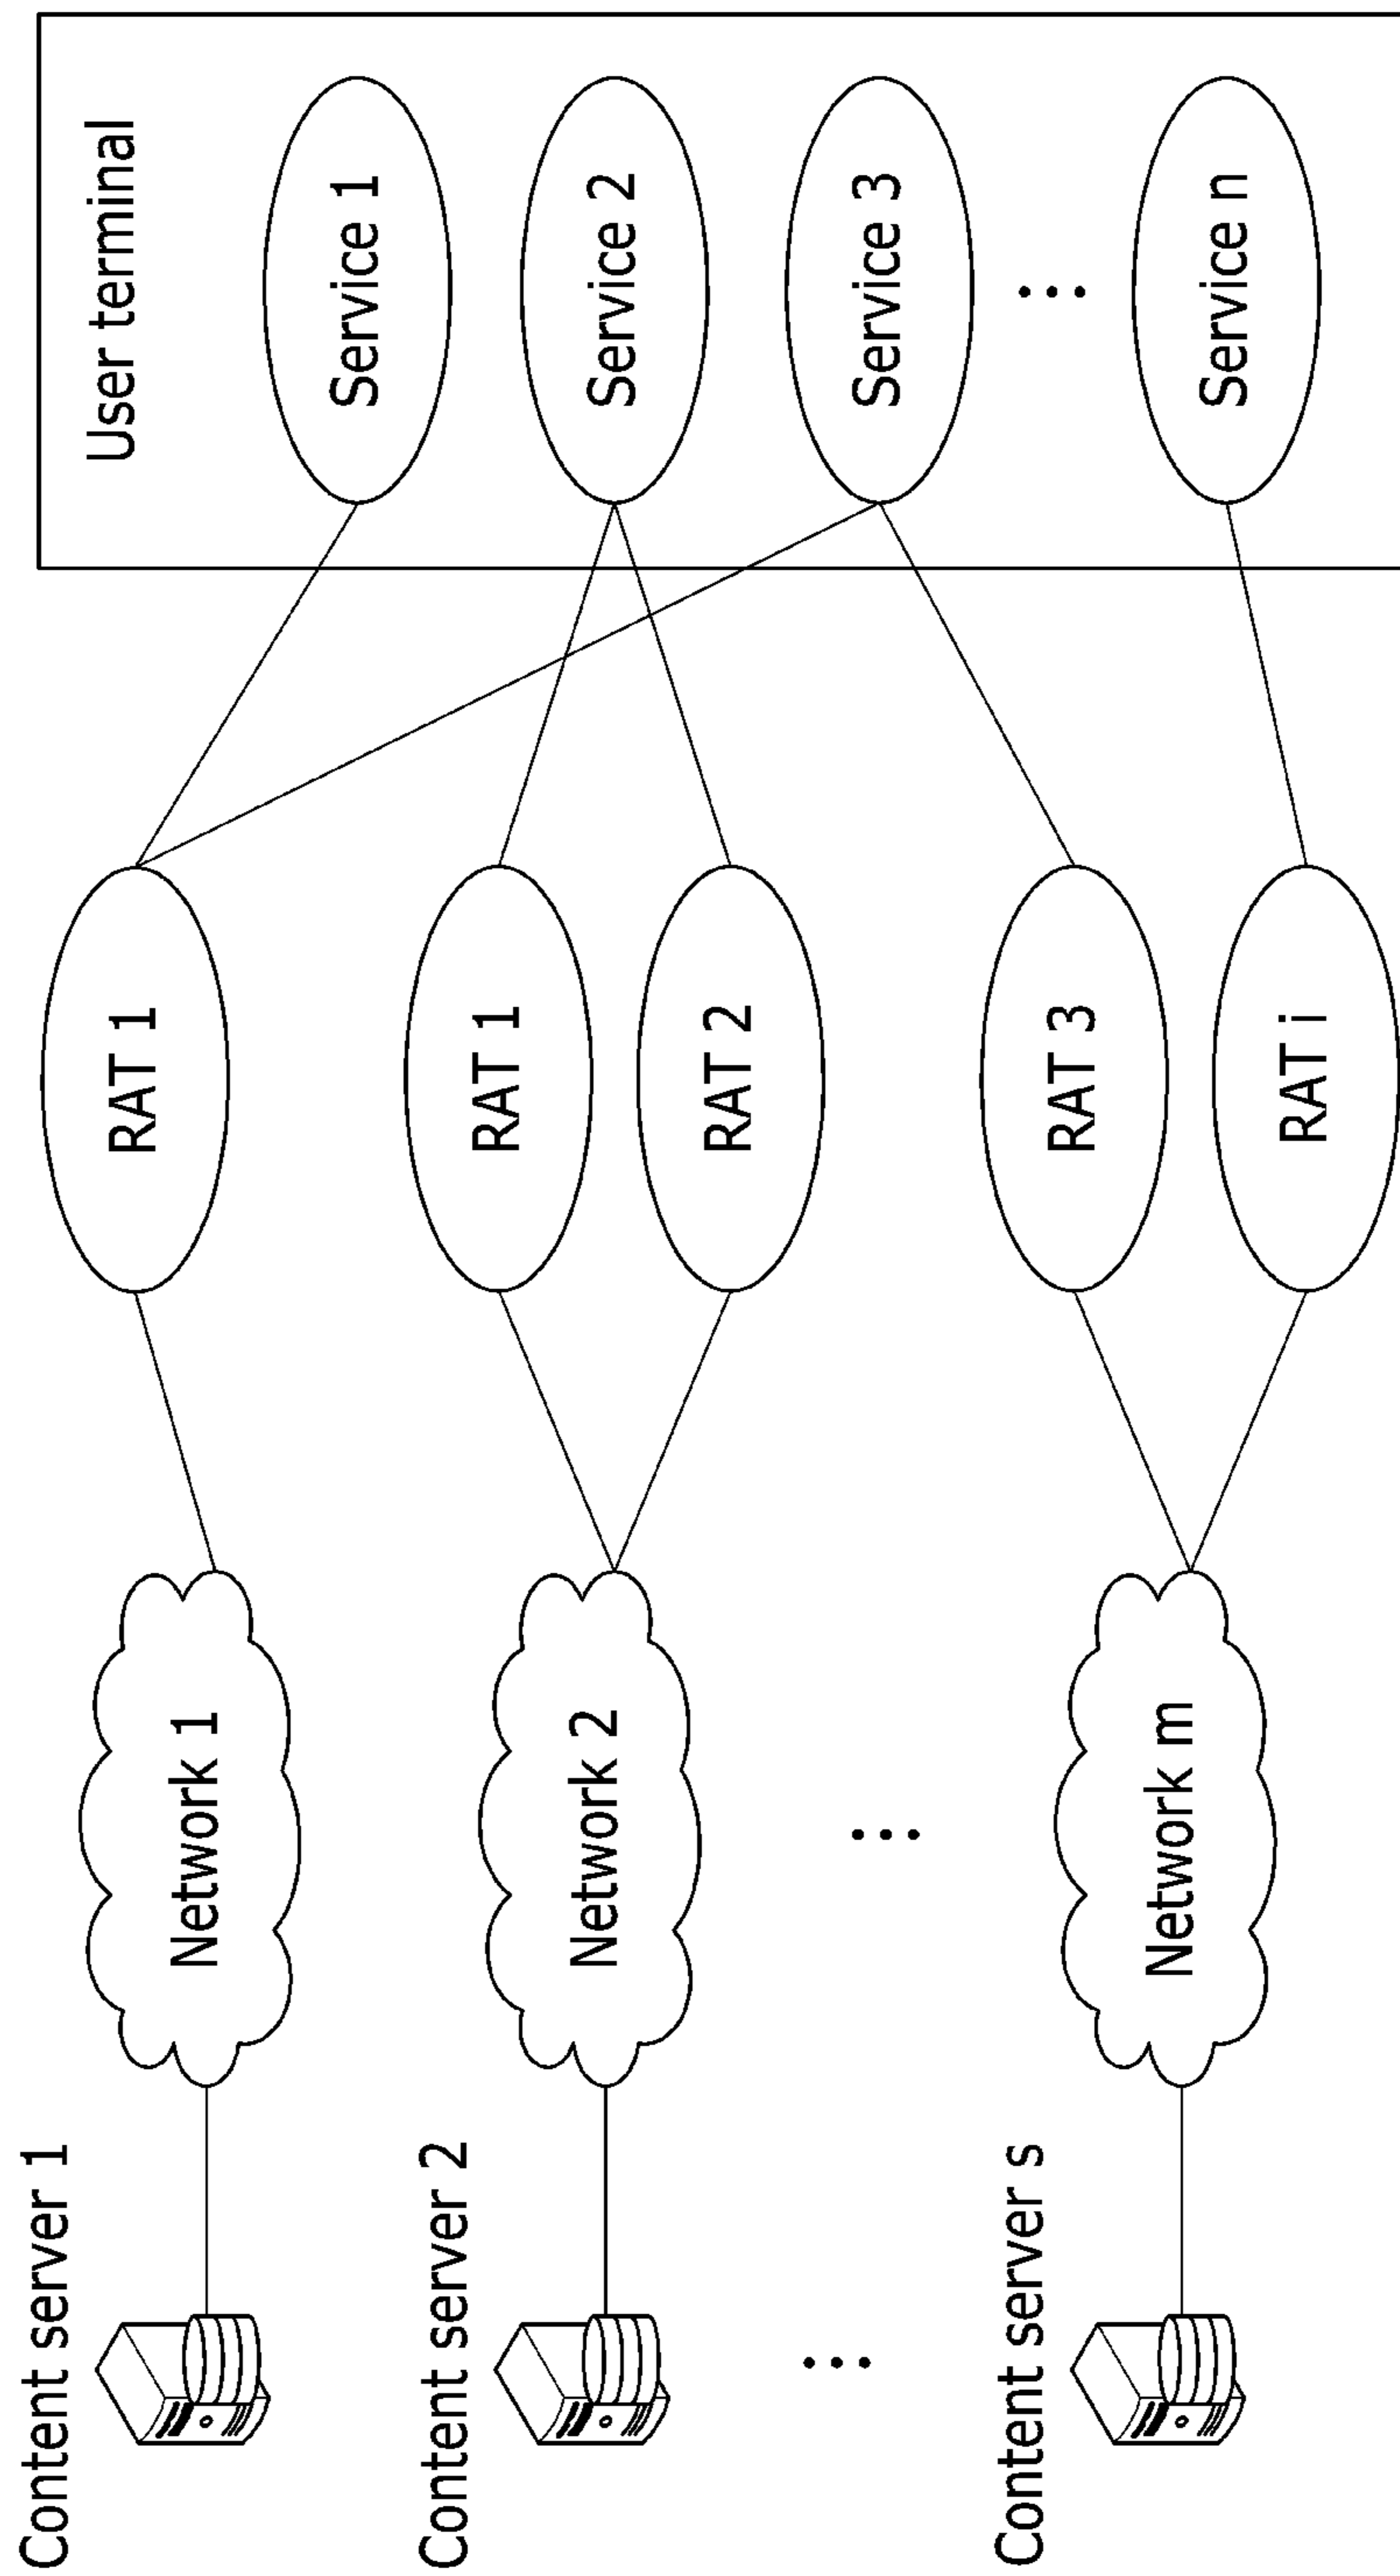 Content server 1
Network 1
RAT 1
User terminal
Service 1
Content server 2
Network 2
RAT 1
RAT 2
Service 2
Service 3
Content server s
Network m
RAT 3
RAT i
Service n